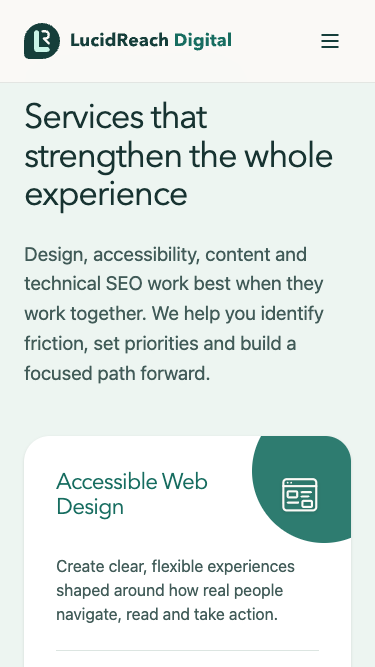 LucidReach Digital
Services that
strengthen the whole
experience
Design, accessibility, content and
technical SEO work best when they
work together. We help you identify
friction, set priorities and build a
focused path forward.
Accessible Web
Design
Create clear, flexible experiences
shaped around how real people
navigate, read and take action.